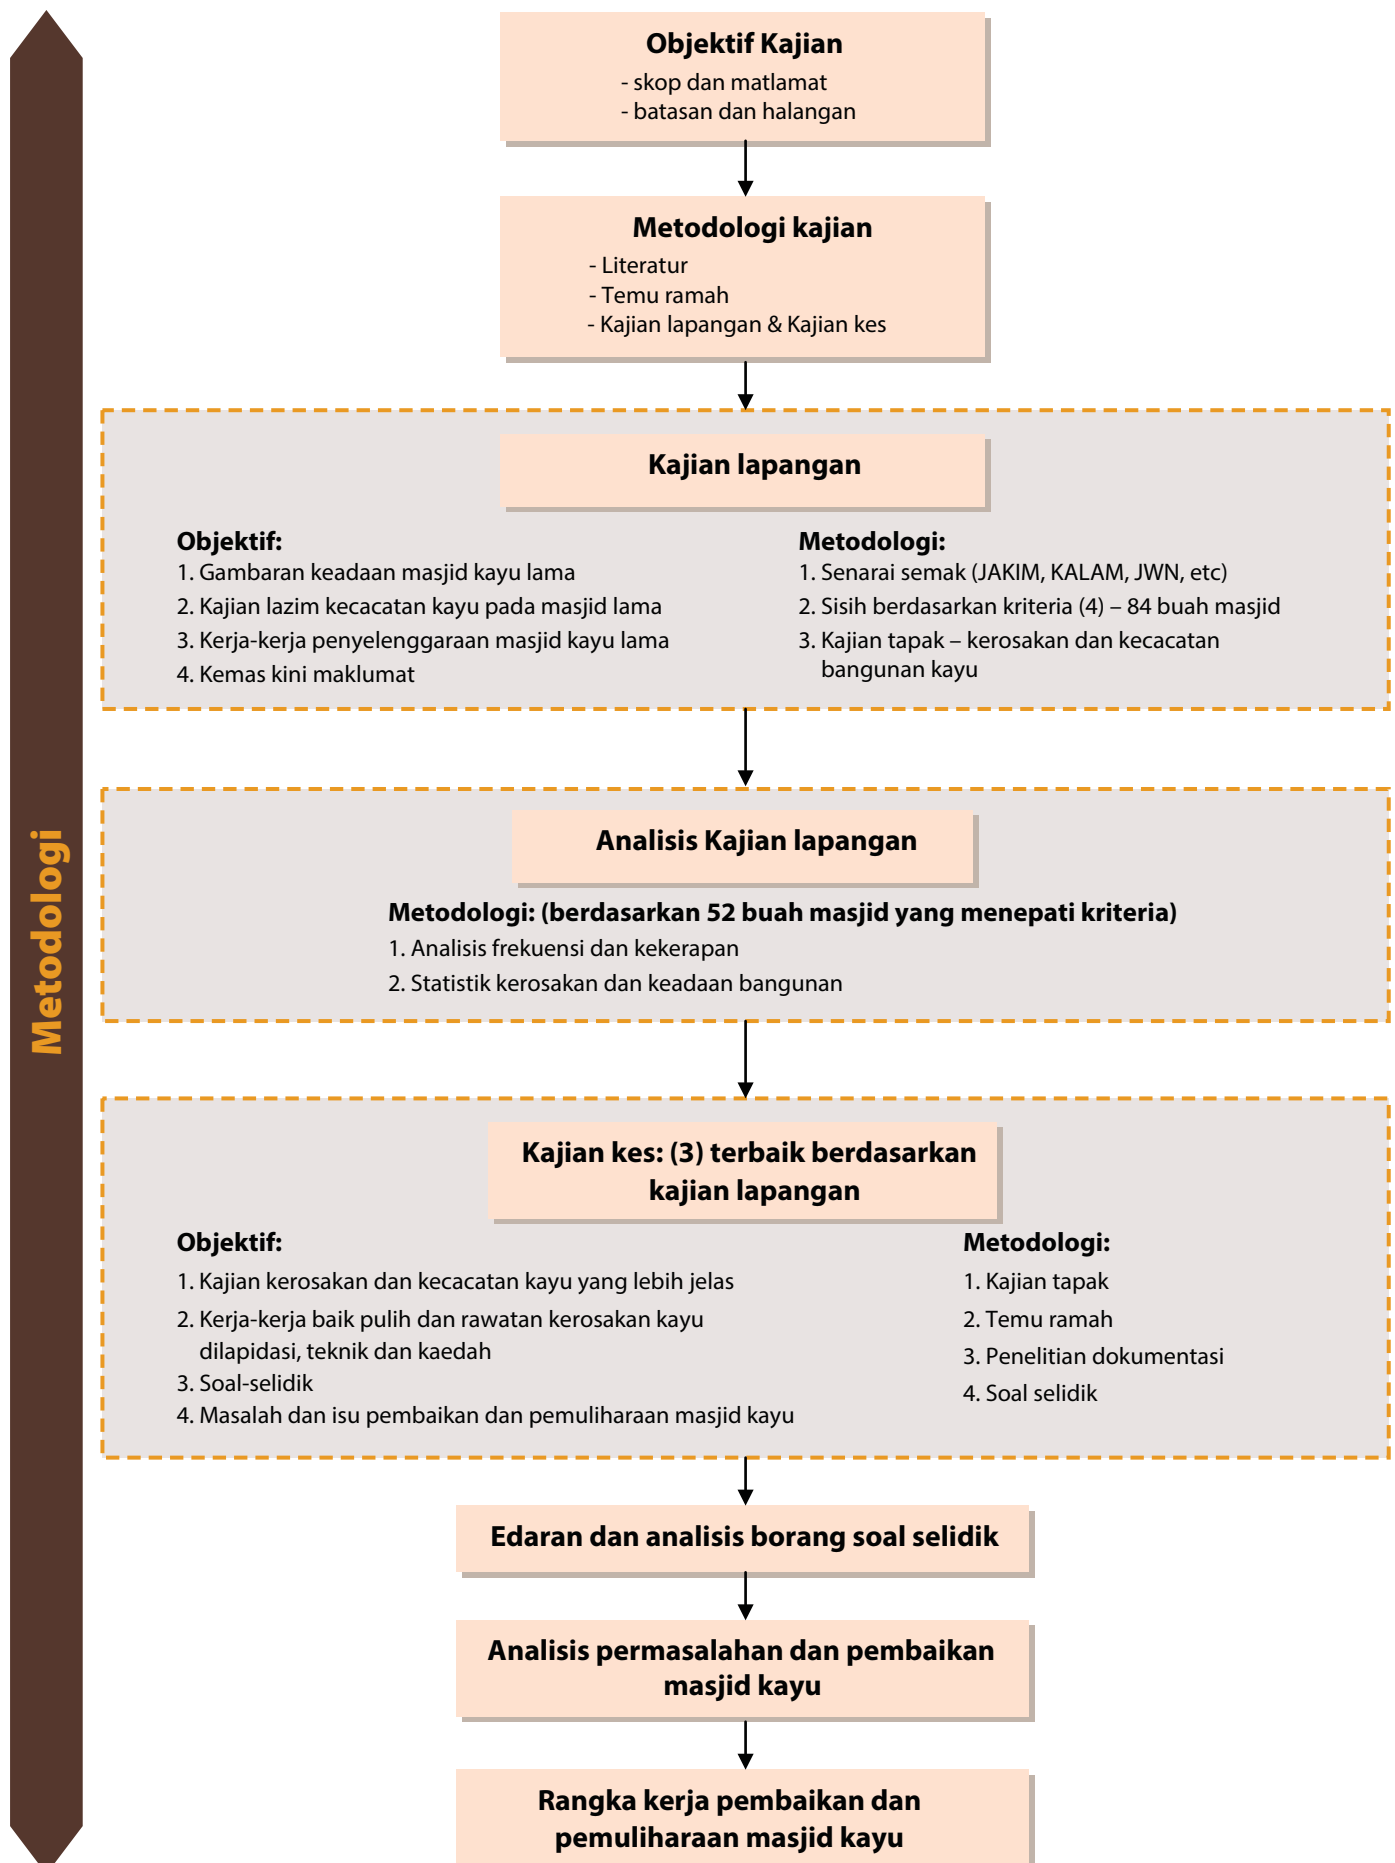 Metodologi
Objektif Kajian
- skop dan matlamat
- batasan dan halangan
Metodologi kajian
- Literatur
- Temu ramah
- Kajian lapangan & Kajian kes
Kajian lapangan
Objektif:
1. Gambaran keadaan masjid kayu lama
2. Kajian lazim kecacatan kayu pada masjid lama
3. Kerja-kerja penyelenggaraan masjid kayu lama
4. Kemas kini maklumat
Metodologi:
1. Senarai semak (JAKIM, KALAM, JWN, etc)
2. Sisih berdasarkan kriteria (4) – 84 buah masjid
3. Kajian tapak – kerosakan dan kecacatan
bangunan kayu
Analisis Kajian lapangan
Metodologi: (berdasarkan 52 buah masjid yang menepati kriteria)
1. Analisis frekuensi dan kekerapan
2. Statistik kerosakan dan keadaan bangunan
Kajian kes: (3) terbaik berdasarkan
kajian lapangan
Objektif:
1. Kajian kerosakan dan kecacatan kayu yang lebih jelas
2. Kerja-kerja baik pulih dan rawatan kerosakan kayu
dilapidasi, teknik dan kaedah
3. Soal-selidik
4. Masalah dan isu pembaikan dan pemuliharaan masjid kayu
Metodologi:
1. Kajian tapak
2. Temu ramah
3. Penelitian dokumentasi
4. Soal selidik
Edaran dan analisis borang soal selidik
Analisis permasalahan dan pembaikan
masjid kayu
Rangka kerja pembaikan dan
pemuliharaan masjid kayu